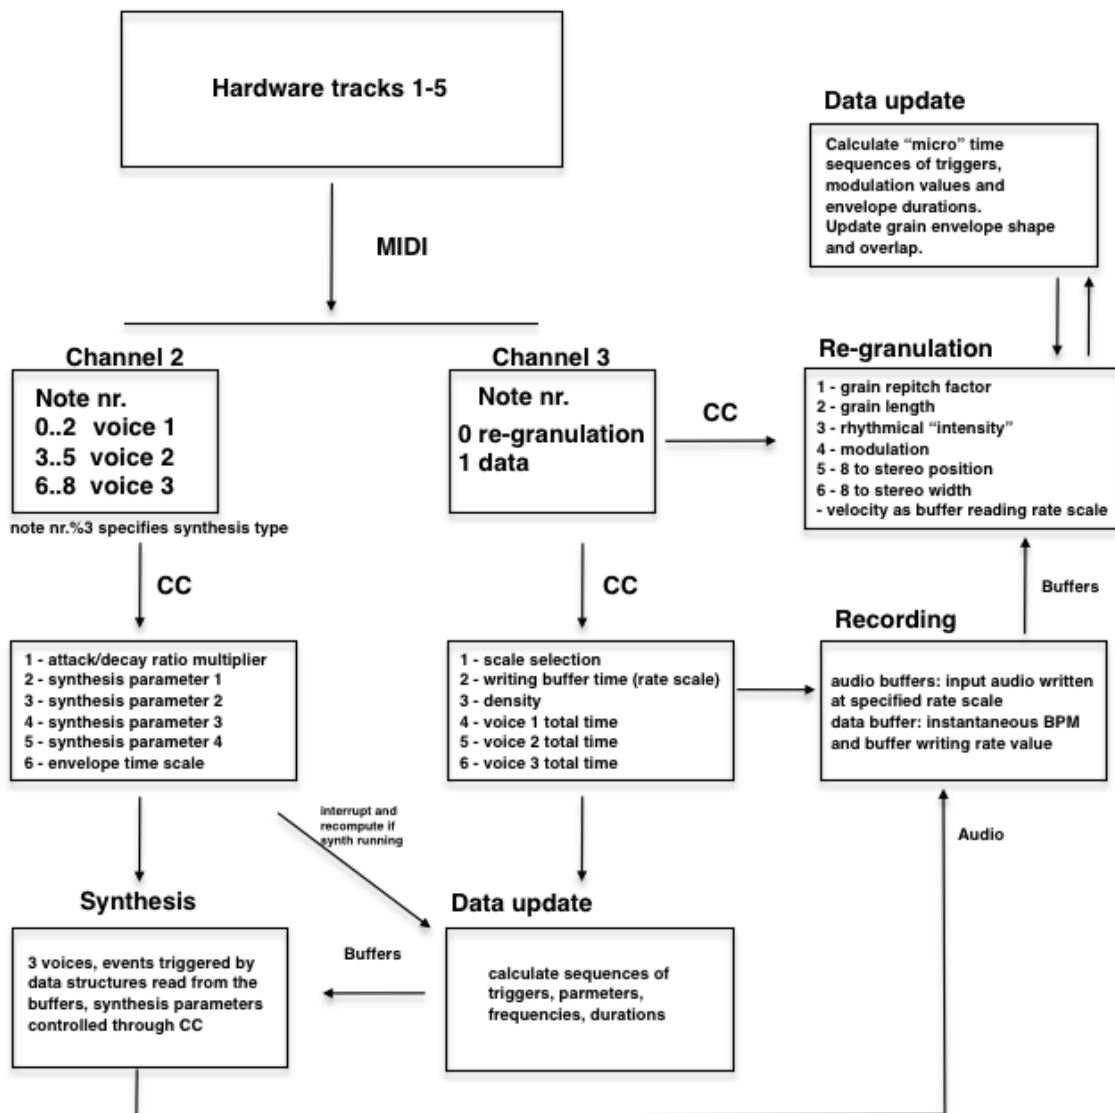 Hardware tracks 1-5
MIDI
Data update
Calculate “micro” time
sequences of triggers,
modulation values and
envelope durations.
Update grain envelope shape
and overlap.
Channel 2
Note nr.
0..2 voice 1
3..5 voice 2
6..8 voice 3
note nr.%3 specifies synthesis type
Channel 3
Note nr.
0 re-granulation
1 data
CC
Re-granulation
1 - grain repitch factor
2 - grain length
3 - rhythmical “intensity”
4 - modulation
5 - 8 to stereo position
6 - 8 to stereo width
- velocity as buffer reading rate scale
CC
CC
Buffers
1 - attack/decay ratio multiplier
2 - synthesis parameter 1
3 - synthesis parameter 2
4 - synthesis parameter 3
5 - synthesis parameter 4
6 - envelope time scale
1 - scale selection
2 - writing buffer time (rate scale)
3 - density
4 - voice 1 total time
5 - voice 2 total time
6 - voice 3 total time
Recording
audio buffers: input audio written
at specified rate scale
data buffer: instantaneous BPM
and buffer writing rate value
interrupt and
recompute if
synth running
Audio
Synthesis
3 voices, events triggered by
data structures read from the
buffers, synthesis parameters
controlled through CC
Buffers
Data update
calculate sequences of
triggers, parmeters,
frequencies, durations